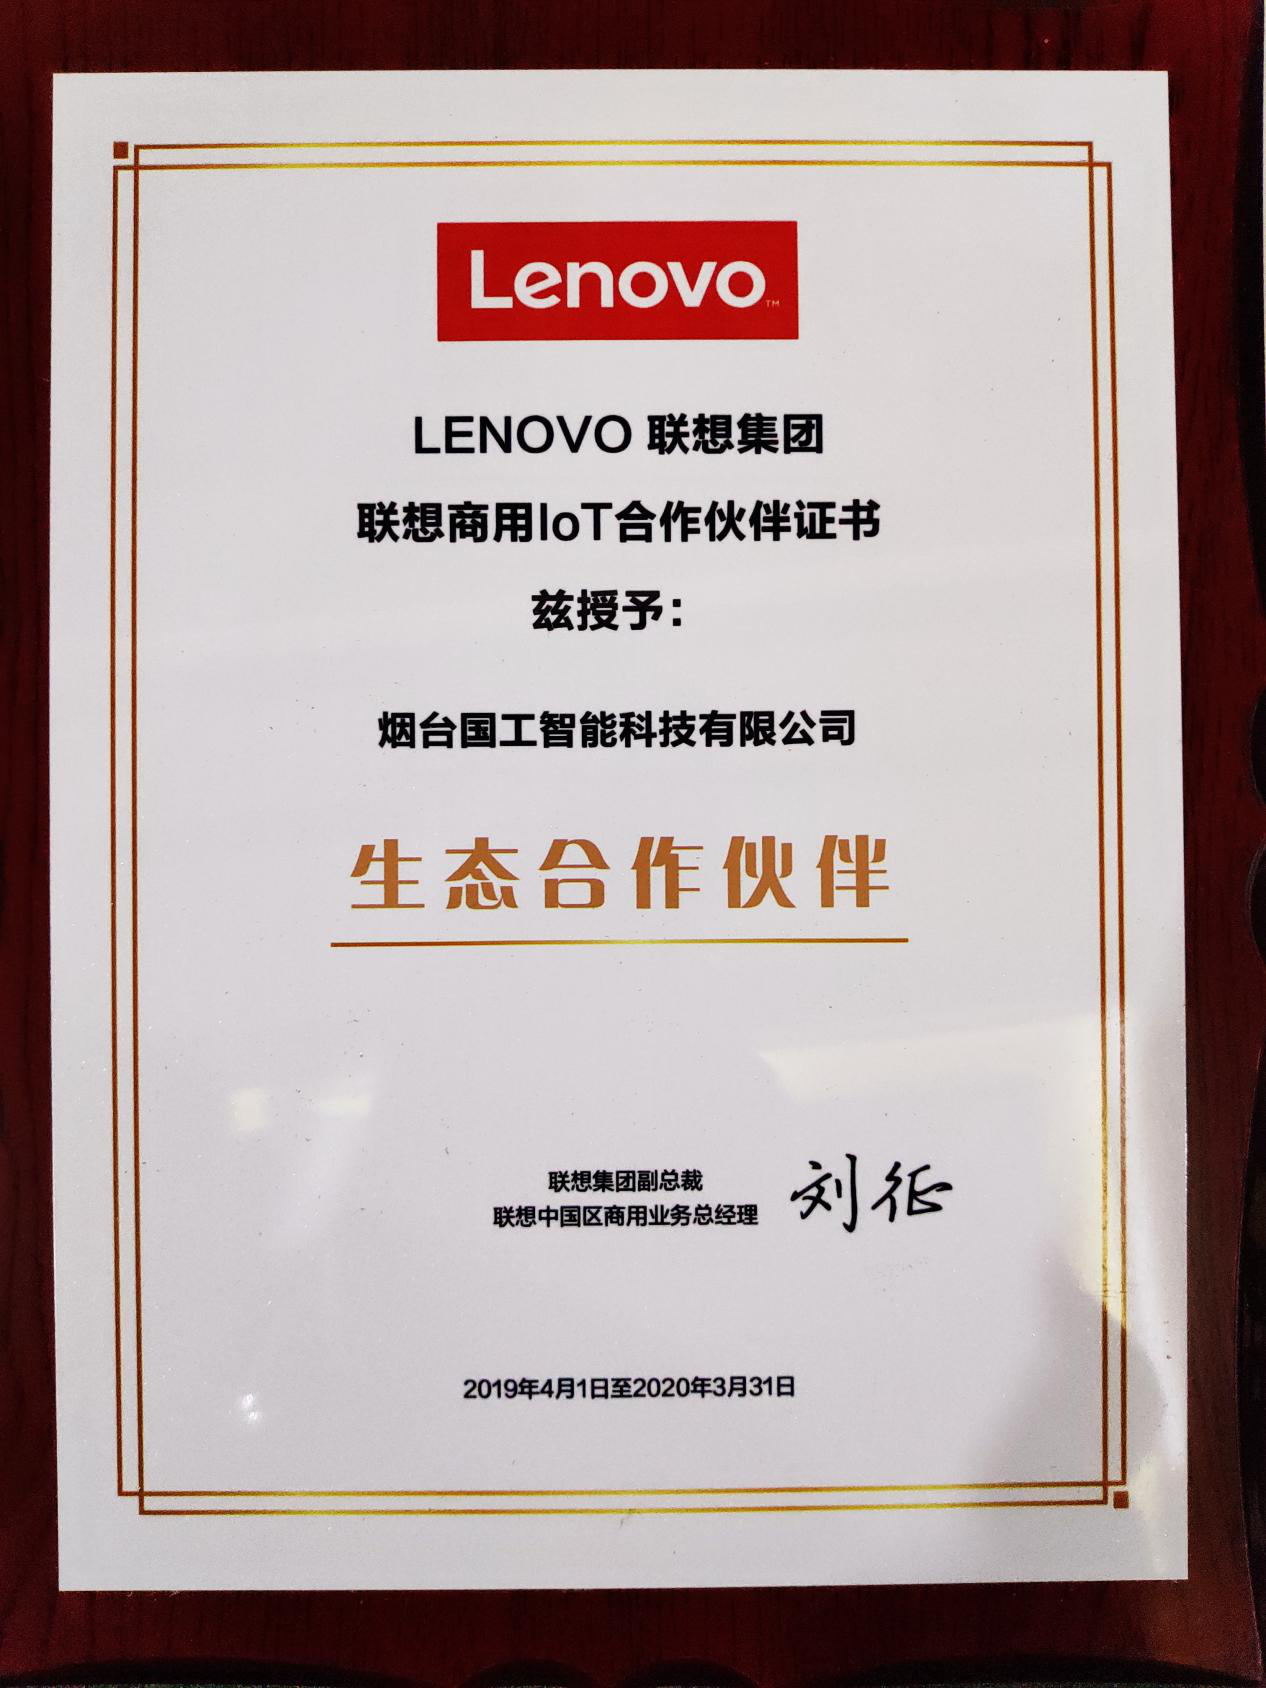 Lenovo™
LENOVO 联想集团
联想商用IoT合作伙伴证书
兹授予：
烟台国工智能科技有限公司
生态合作伙伴
联想集团副总裁
联想中国区商用业务总经理
刘征
2019年4月1日至2020年3月31日